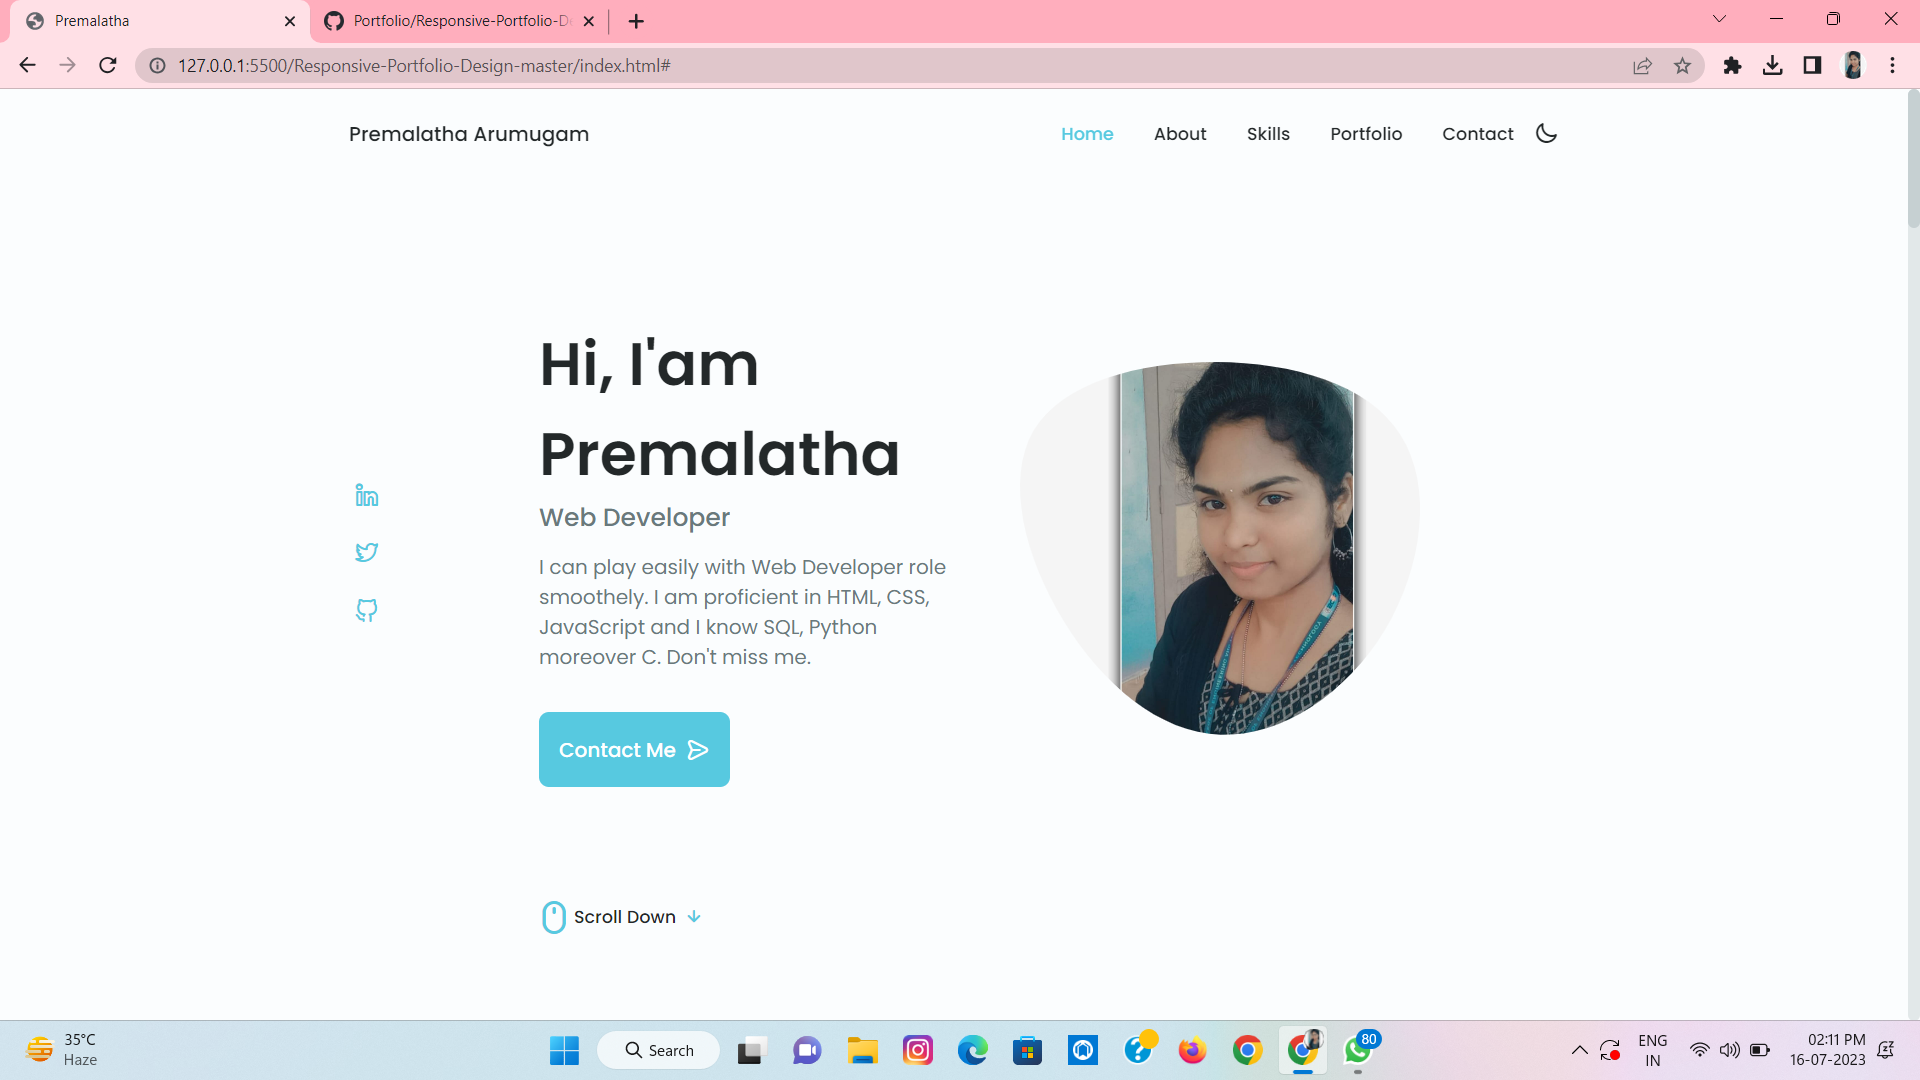 Premalatha
Portfolio/Responsive-Portfolio-D
127.0.0.1:5500/Responsive-Portfolio-Design-master/index.html#
Premalatha Arumugam
Home
About
Skills
Portfolio
Contact
Hi, I'am
Premalatha
Web Developer
I can play easily with Web Developer role
smoothely. I am proficient in HTML, CSS,
JavaScript and I know SQL, Python
moreover C. Don't miss me.
Contact Me
Scroll Down
35°C
Haze
Search
80
ENG
IN
02:11 PM
16-07-2023